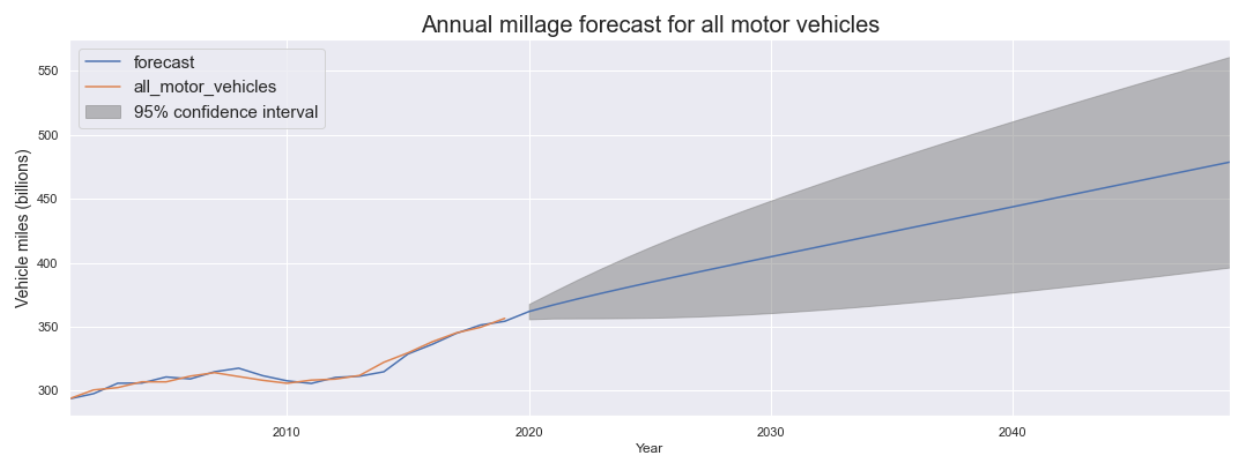 Annual millage forecast for all motor vehicles
forecast
all_motor_vehicles
95% confidence interval
Vehicle miles (billions)
550
500
450
400
350
300
2010
2020
2030
2040
Year